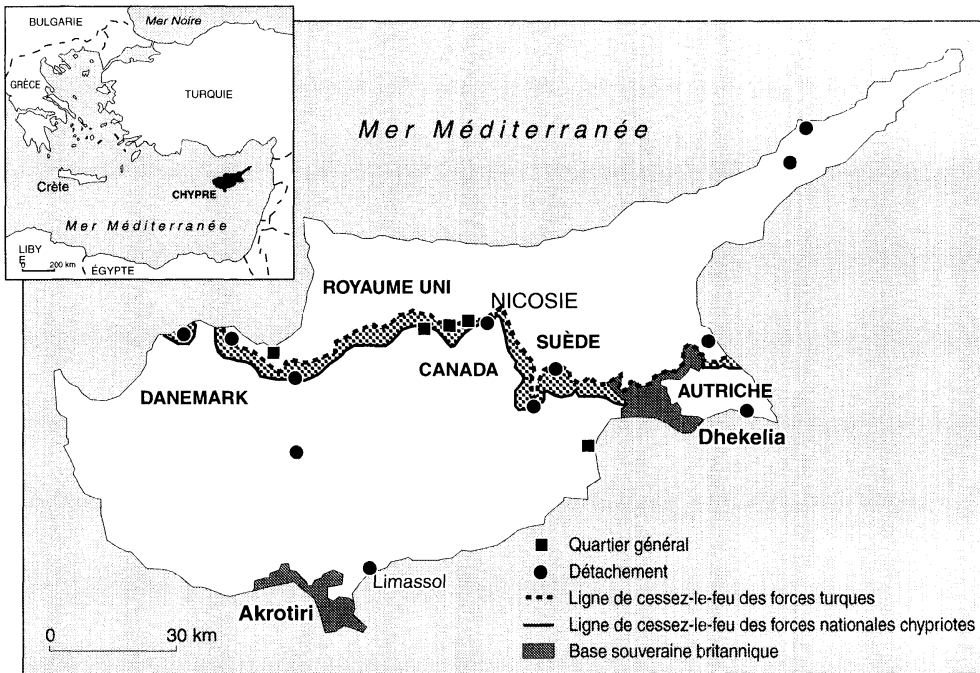 BULGARIE
Mer Noire
GRÈCE
TURQUIE
Crète
CHYPRE
Mer Méditerranée
LIBY
E
0 200 km
ÉGYPTE
Mer Méditerranée
ROYAUME UNI
NICOSIE
SUÈDE
CANADA
DANEMARK
AUTRICHE
Dhekelia
Limassol
Akrotiri
0 30 km
Quartier général
Détachement
Ligne de cessez-le-feu des forces turques
Ligne de cessez-le-feu des forces nationales chypriotes
Base souveraine britannique